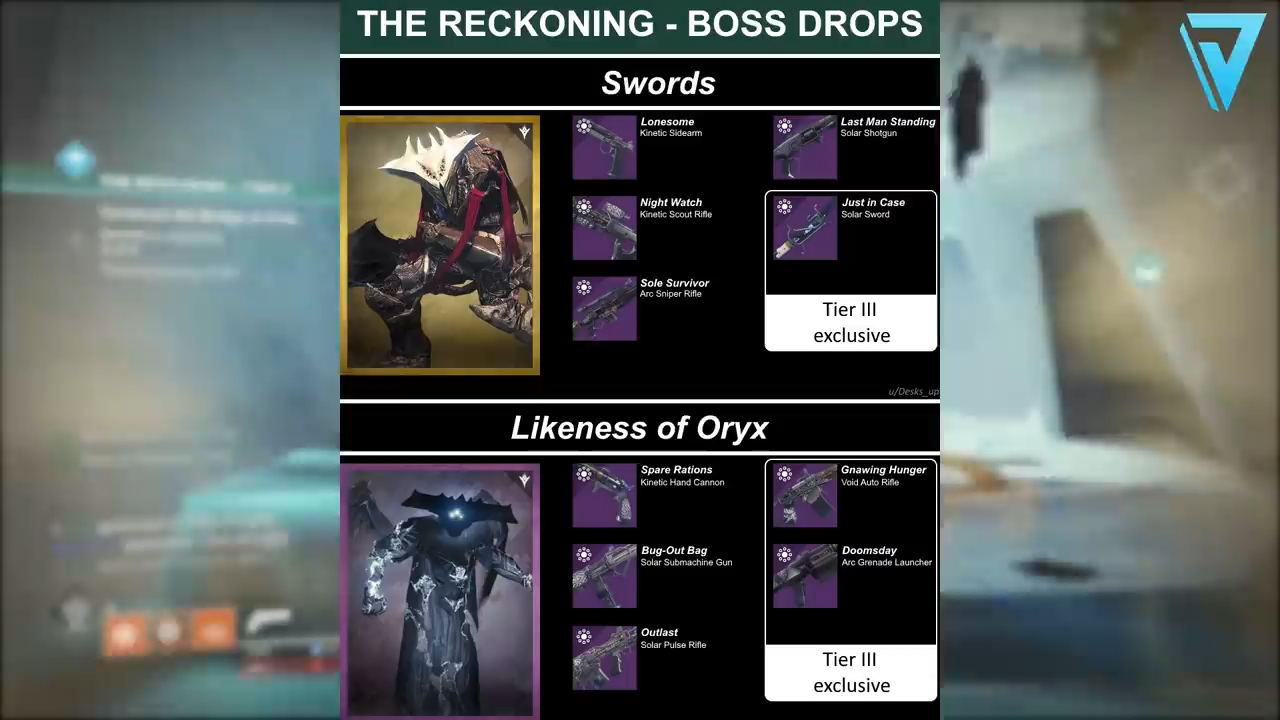 THE RECKONING - BOSS DROPS
Swords
Lonesome
Kinetic Sidearm
Last Man Standing
Solar Shotgun
Night Watch
Kinetic Scout Rifle
Just in Case
Solar Sword
Sole Survivor
Arc Sniper Rifle
Tier III
exclusive
u/Desks_up
Likeness of Oryx
Spare Rations
Kinetic Hand Cannon
Gnawing Hunger
Void Auto Rifle
Bug-Out Bag
Solar Submachine Gun
Doomsday
Arc Grenade Launcher
Outlast
Solar Pulse Rifle
Tier III
exclusive